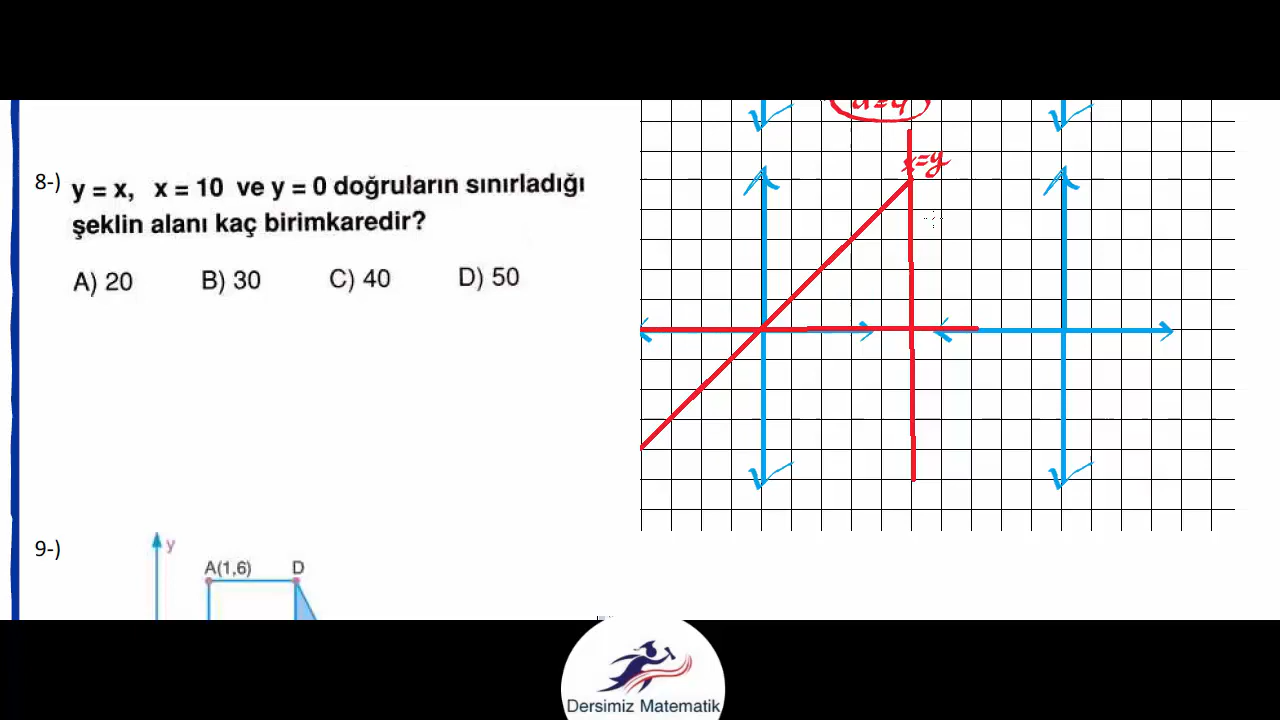 8-) y = x, x = 10 ve y = 0 doğruların sınırladığı
şeklin alanı kaç birimkaredir?
A) 20 B) 30 C) 40 D) 50
x=y
9-)
y
A(1,6) D
Dersimiz Matematik